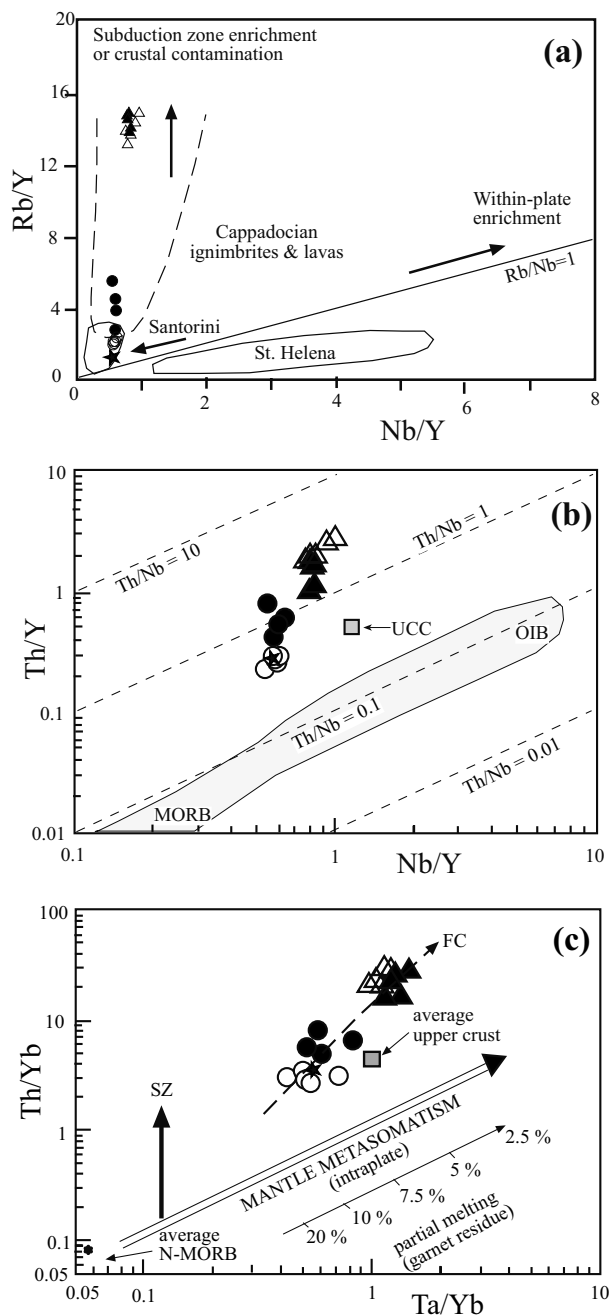 20
16
12
8
4
0
Rb/Y
Subduction zone enrichment
or crustal contamination
(a)
Within-plate
enrichment
Cappadocian
ignimbrites & lavas
Rb/Nb=1
Santorini
St. Helena
0
2
4
6
8
Nb/Y
10
1
0.1
0.01
Th/Y
(b)
Th/Nb = 10
Th/Nb = 1
UCC
OIB
Th/Nb = 0.1
Th/Nb = 0.01
MORB
0.1
1
10
Nb/Y
100
10
1
0.1
0.05
Th/Yb
(c)
FC
average
upper crust
SZ
MANTLE METASOMATISM
(intraplate)
2.5 %
5 %
7.5 %
10 %
20 %
partial melting
(garnet residue)
average
N-MORB
0.05
0.1
1
10
Ta/Yb